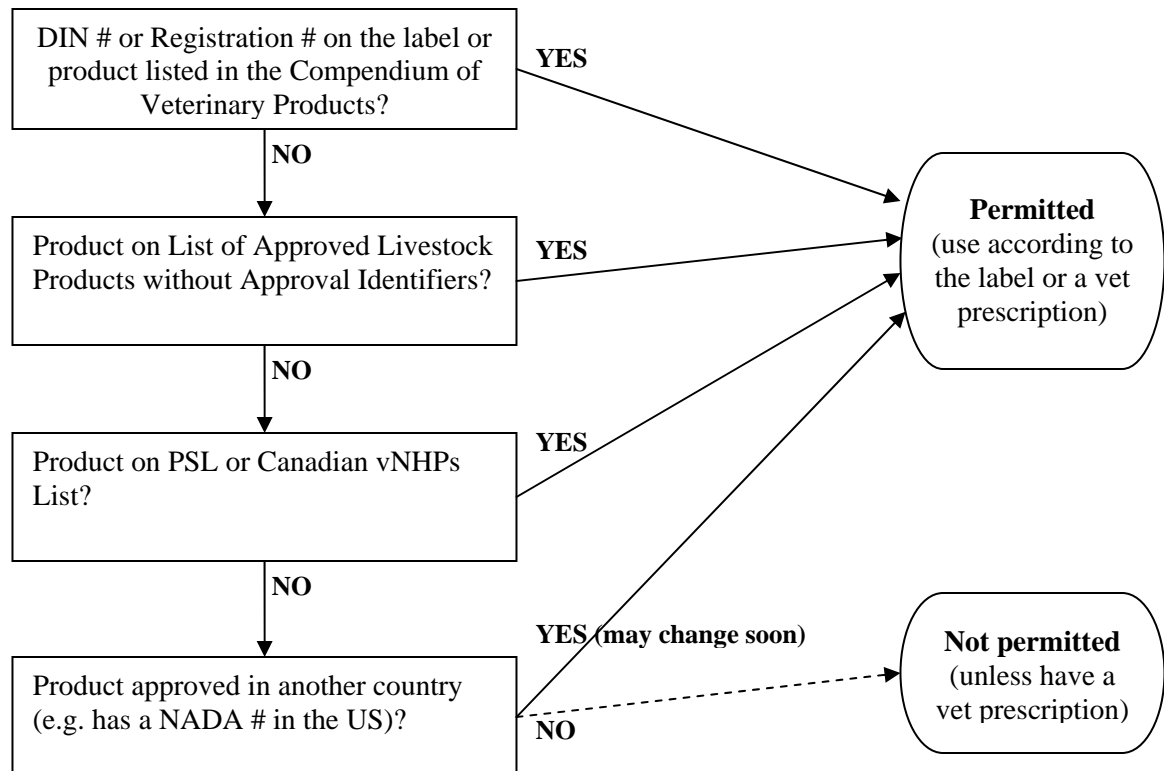 DIN # or Registration # on the label or
product listed in the Compendium of
Veterinary Products?
YES
NO
Product on List of Approved Livestock
Products without Approval Identifiers?
YES
NO
Permitted
(use according to
the label or a vet
prescription)
Product on PSL or Canadian vNHPs
List?
YES
NO
YES (may change soon)
Product approved in another country
(e.g. has a NADA # in the US)?
NO
Not permitted
(unless have a
vet prescription)